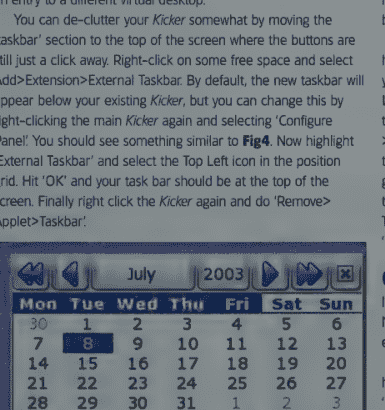 an entry to a different virtual desktop.
You can de-clutter your Kicker somewhat by moving the
taskbar' section to the top of the screen where the buttons are
still just a click away. Right-click on some free space and select
Add>Extension>External Taskbar. By default, the new taskbar will
appear below your existing Kicker, but you can change this by
right-clicking the main Kicker again and selecting 'Configure
Panel'. You should see something similar to Fig4. Now highlight
'External Taskbar' and select the Top Left icon in the position
grid. Hit 'OK' and your task bar should be at the top of the
screen. Finally right click the Kicker again and do 'Remove>
Applet>Taskbar'.
July 2003
Mon Tue Wed Thu Fri Sat Sun
30 1 2 3 4 5 6
7 8 9 10 11 12 13
14 15 16 17 18 19 20
21 22 23 24 25 26 27
28 29 30 31 1 2 3